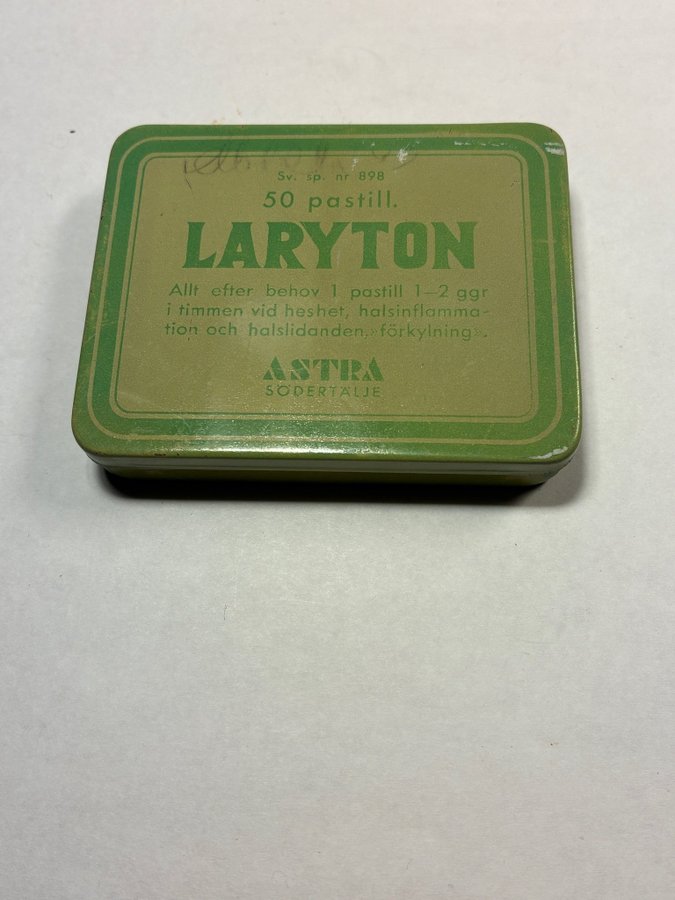 Sv. sp. nr 898
50 pastill.
LARYTON
Allt efter behov 1 pastill 1—2 ggr
i timmen vid heshet, halsinflamma-
tion och halslidanden, »förkylning».
ASTRA
SÖDERTÄLJE